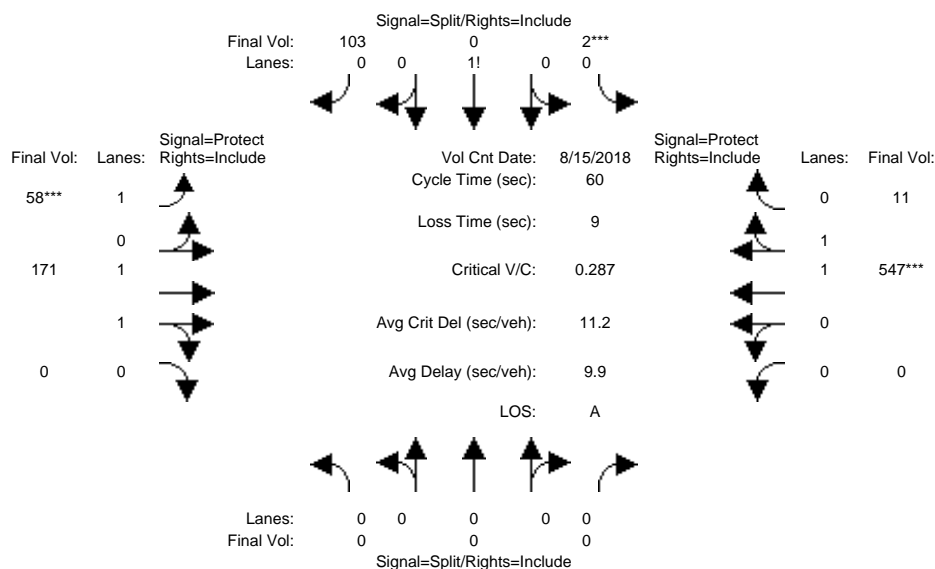 Signal=Split/Rights=Include
Final Vol: 103 0 2***
Lanes: 0 0 1! 0 0
Signal=Protect Signal=Protect
Final Vol: Lanes: Rights=Include Vol Cnt Date: 8/15/2018 Rights=Include Lanes: Final Vol:
Cycle Time (sec): 60
58*** 1 0 11
Loss Time (sec): 9
0 1
171 1 Critical V/C: 0.287 1 547***
1 Avg Crit Del (sec/veh): 11.2 0
0 0 Avg Delay (sec/veh): 9.9 0 0
LOS: A
Lanes: 0 0 0 0 0
Final Vol: 0 0 0
Signal=Split/Rights=Include